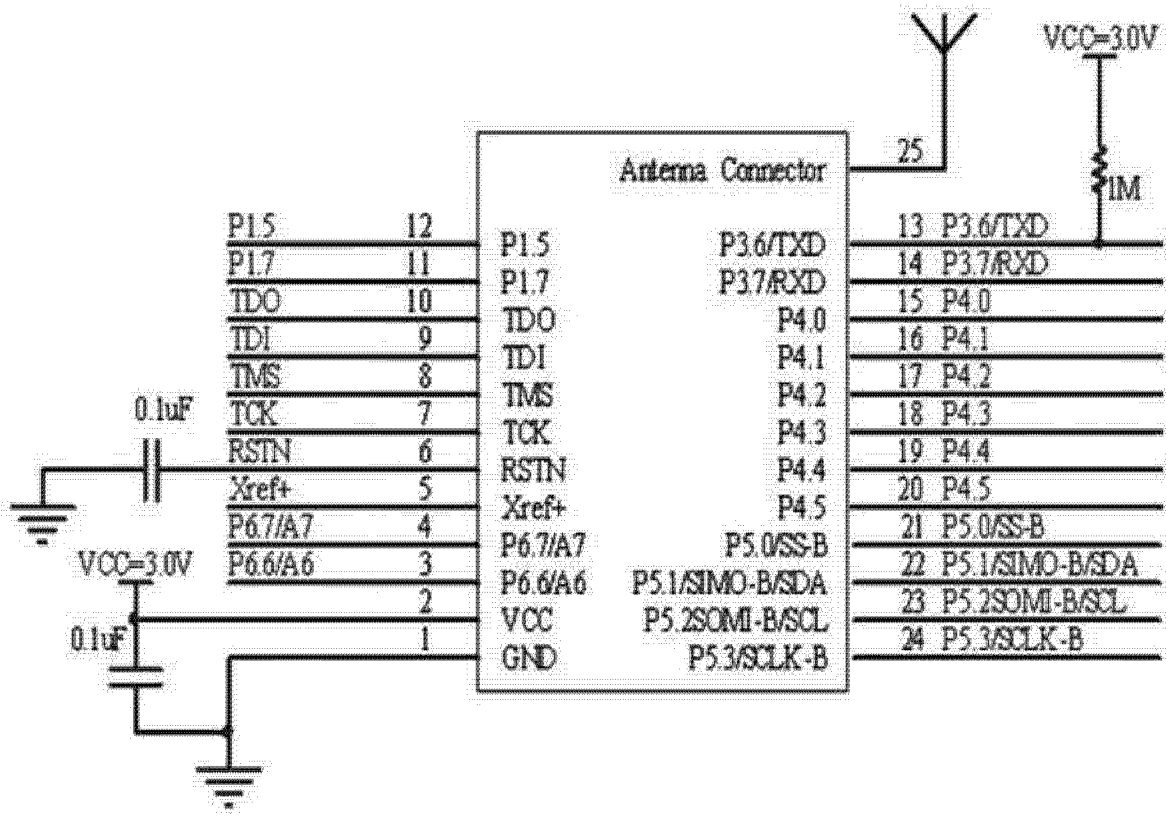 VCC=3.0V
25
Antenna Connector
1M
P1.5 12
P1.5
P3.6/TXD
13 P3.6/TXD
P1.7 11
P1.7
P3.7/RXD
14 P3.7/RXD
TDO 10
TDO
P4.0
15 P4.0
TDI 9
TDI
P4.1
16 P4.1
TMS 8
TMS
P4.2
17 P4.2
0.1uF
TCK 7
TCK
P4.3
18 P4.3
RSTN 6
RSTN
P4.4
19 P4.4
Xref+ 5
Xref+
P4.5
20 P4.5
P6.7/A7 4
P6.7/A7
P5.0/SS-B
21 P5.0/SS-B
VCC=3.0V
P6.6/A6 3
P6.6/A6
P5.1/SIMO-B/SDA
22 P5.1/SIMO-B/SDA
2
VCC
P5.2SOMI-B/SCL
23 P5.2SOMI-B/SCL
0.1uF
1
GND
P5.3/SCLK-B
24 P5.3/SCLK-B